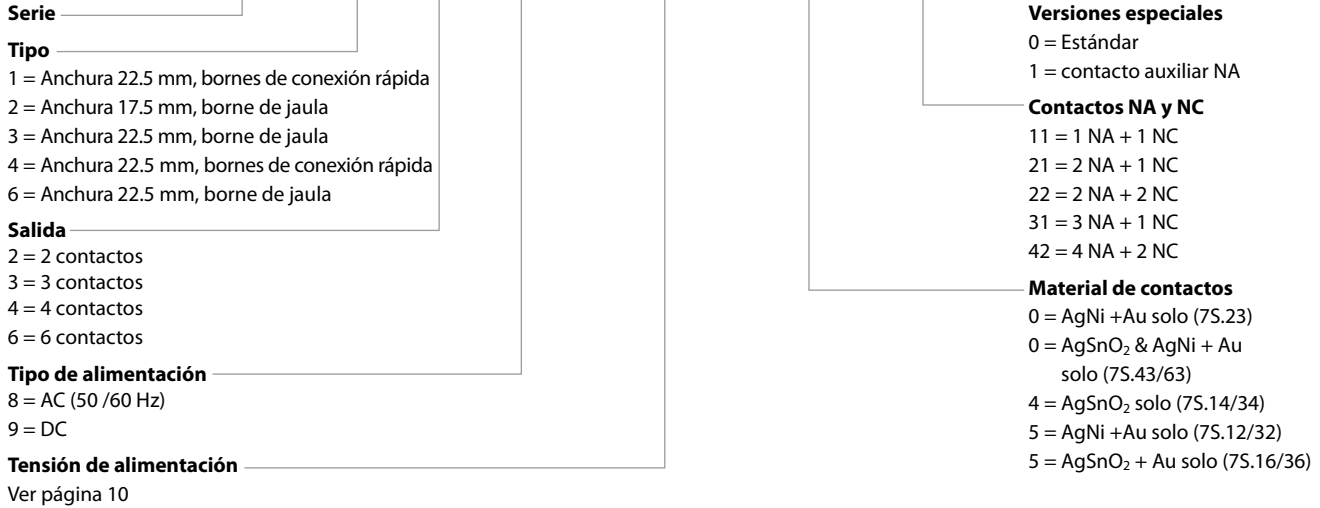 Serie
Tipo
1 = Anchura 22.5 mm, bornes de conexión rápida
2 = Anchura 17.5 mm, borne de jaula
3 = Anchura 22.5 mm, borne de jaula
4 = Anchura 22.5 mm, bornes de conexión rápida
6 = Anchura 22.5 mm, borne de jaula
Salida
2 = 2 contactos
3 = 3 contactos
4 = 4 contactos
6 = 6 contactos
Tipo de alimentación
8 = AC (50 /60 Hz)
9 = DC
Tensión de alimentación
Ver página 10
Versiones especiales
0 = Estándar
1 = contacto auxiliar NA
Contactos NA y NC
11 = 1 NA + 1 NC
21 = 2 NA + 1 NC
22 = 2 NA + 2 NC
31 = 3 NA + 1 NC
42 = 4 NA + 2 NC
Material de contactos
0 = AgNi +Au solo (7S.23)
0 = AgSnO₂ & AgNi + Au
solo (7S.43/63)
4 = AgSnO₂ solo (7S.14/34)
5 = AgNi +Au solo (7S.12/32)
5 = AgSnO₂ + Au solo (7S.16/36)